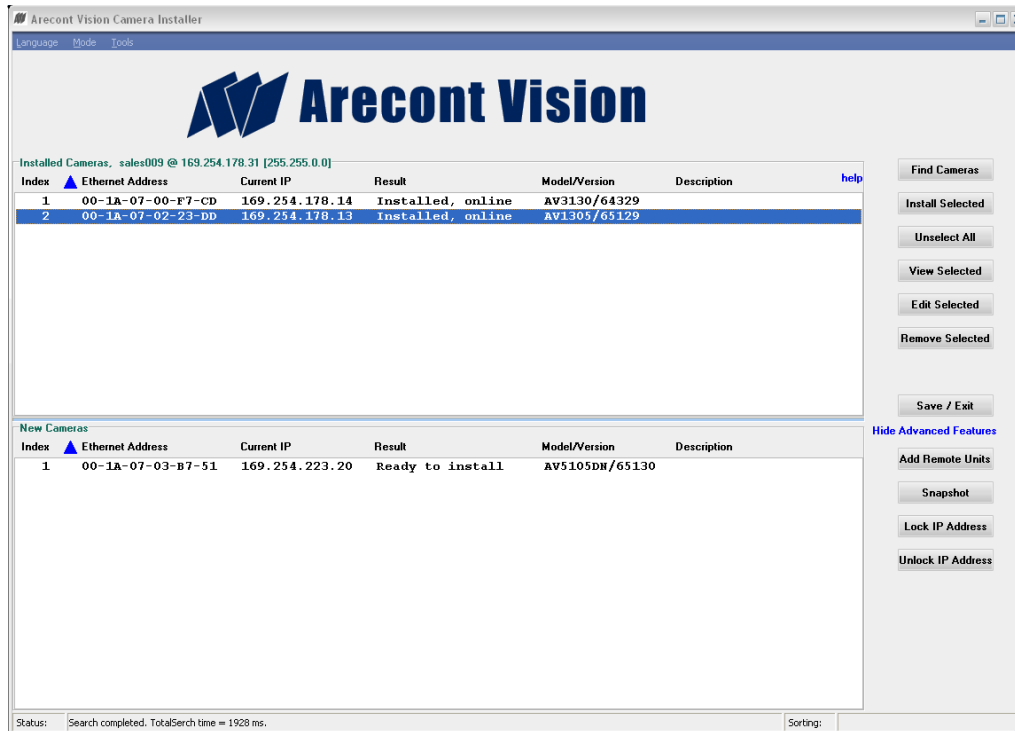 Arecont Vision Camera Installer
Language Mode Tools
Arecont Vision
Installed Cameras, sales009 @ 169.254.178.31 [255.255.0.0]
Index Ethernet Address Current IP Result Model/Version Description help
1 00-1A-07-00-F7-CD 169.254.178.14 Installed, online AV3130/64329
2 00-1A-07-02-23-DD 169.254.178.13 Installed, online AV1305/65129
Find Cameras
Install Selected
Unselect All
View Selected
Edit Selected
Remove Selected
Save / Exit
Hide Advanced Features
New Cameras
Index Ethernet Address Current IP Result Model/Version Description
1 00-1A-07-03-B7-51 169.254.223.20 Ready to install AV5105DN/65130
Add Remote Units
Snapshot
Lock IP Address
Unlock IP Address
Status: Search completed. TotalSerch time = 1928 ms. Sorting: